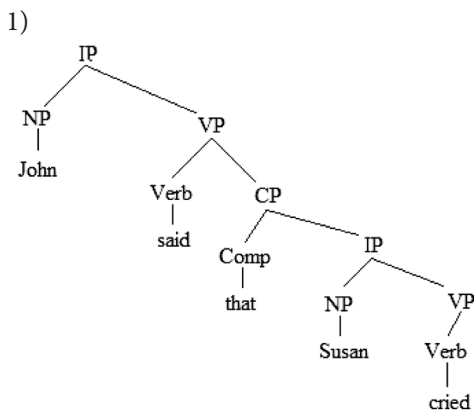 1)
IP
NP VP
John
Verb CP
said
Comp IP
that
NP VP
Susan Verb
cried